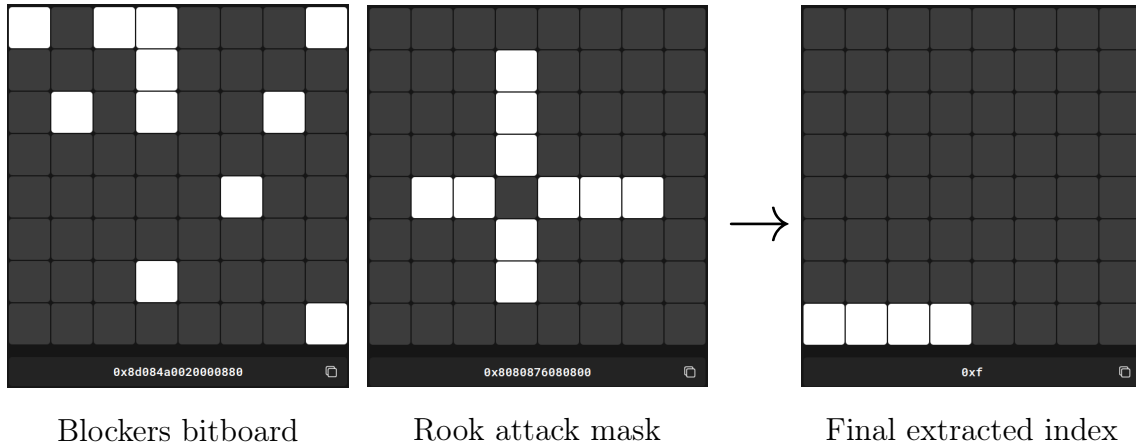 0x8d084a0020000880
0x8080876080800
0xf
Blockers bitboard
Rook attack mask
Final extracted index